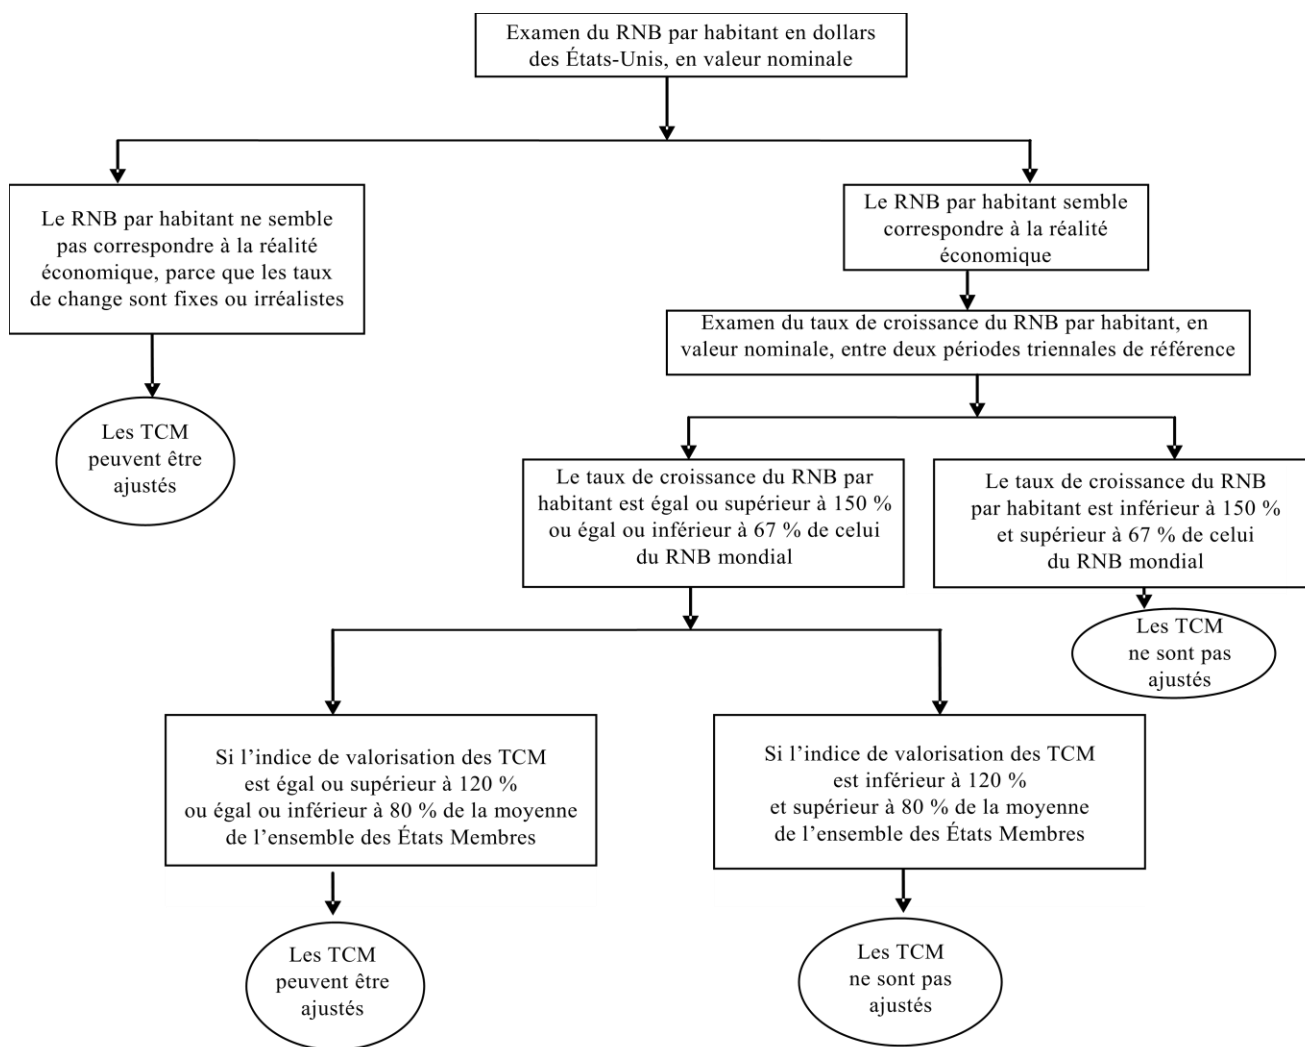 Examen du RNB par habitant en dollars
des États-Unis, en valeur nominale
Le RNB par habitant ne semble
pas correspondre à la réalité
économique, parce que les taux
de change sont fixes ou irréalistes
Le RNB par habitant semble
correspondre à la réalité
économique
Examen du taux de croissance du RNB par habitant, en
valeur nominale, entre deux périodes triennales de référence
Les TCM
peuvent être
ajustés
Le taux de croissance du RNB par
habitant est égal ou supérieur à 150 %
ou égal ou inférieur à 67 % de celui
du RNB mondial
Le taux de croissance du RNB
par habitant est inférieur à 150 %
et supérieur à 67 % de celui
du RNB mondial
Les TCM
ne sont pas
ajustés
Si l’indice de valorisation des TCM
est égal ou supérieur à 120 %
ou égal ou inférieur à 80 % de la moyenne
de l’ensemble des États Membres
Si l’indice de valorisation des TCM
est inférieur à 120 %
et supérieur à 80 % de la moyenne
de l’ensemble des États Membres
Les TCM
peuvent être
ajustés
Les TCM
ne sont pas
ajustés